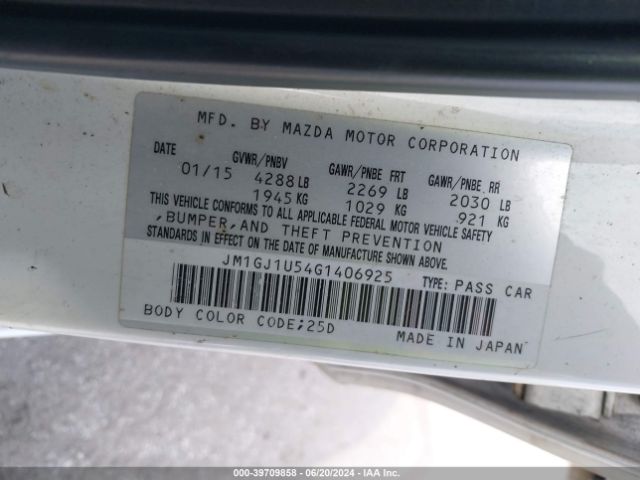 MFD. BY MAZDA MOTOR CORPORATION
DATE GVWR/PNBV GAWR/PNBE FRT GAWR/PNBE RR
01/15 4288 LB 2269 LB 2030 LB
1945 KG 1029 KG 921 KG
THIS VEHICLE CONFORMS TO ALL APPLICABLE FEDERAL MOTOR VEHICLE SAFETY
,BUMPER,AND THEFT PREVENTION
STANDARDS IN EFFECT ON THE DATE OF MANUFACTURE SHOWN ABOVE.
JM1GJ1U54G1406925 TYPE: PASS CAR
BODY COLOR CODE;25D MADE IN JAPAN
000-39709858 - 06/20/2024 - IAA Inc.